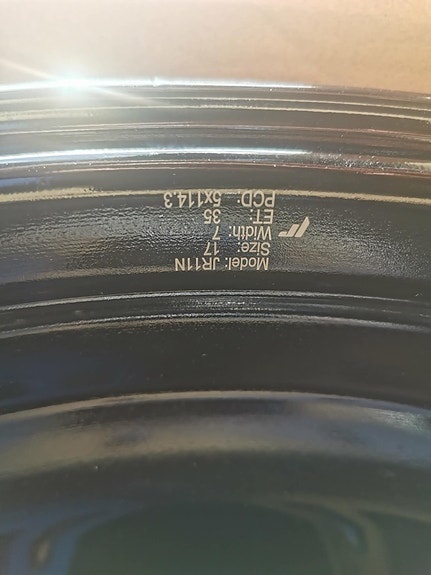 Model: JR11N
Size: 17
Width: 7
ET: 35
PCD: 5x114.3